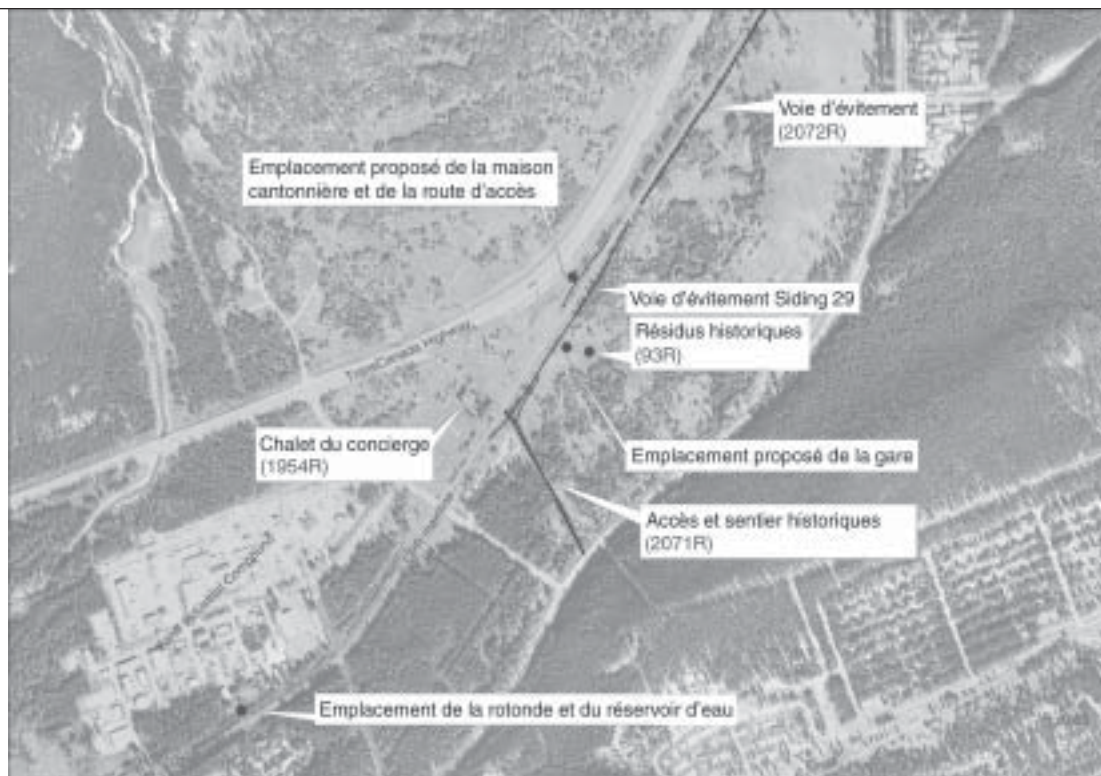 Voie d'évitement
(2072R)
Emplacement proposé de la maison
cantonnière et de la route d'accès
Voie d'évitement Siding 29
Résidus historiques
(93R)
Trans-Canada Highway
Chalet du concierge
(1954R)
Emplacement proposé de la gare
Accès et sentier historiques
(2071R)
Compound
Emplacement de la rotonde et du réservoir d'eau